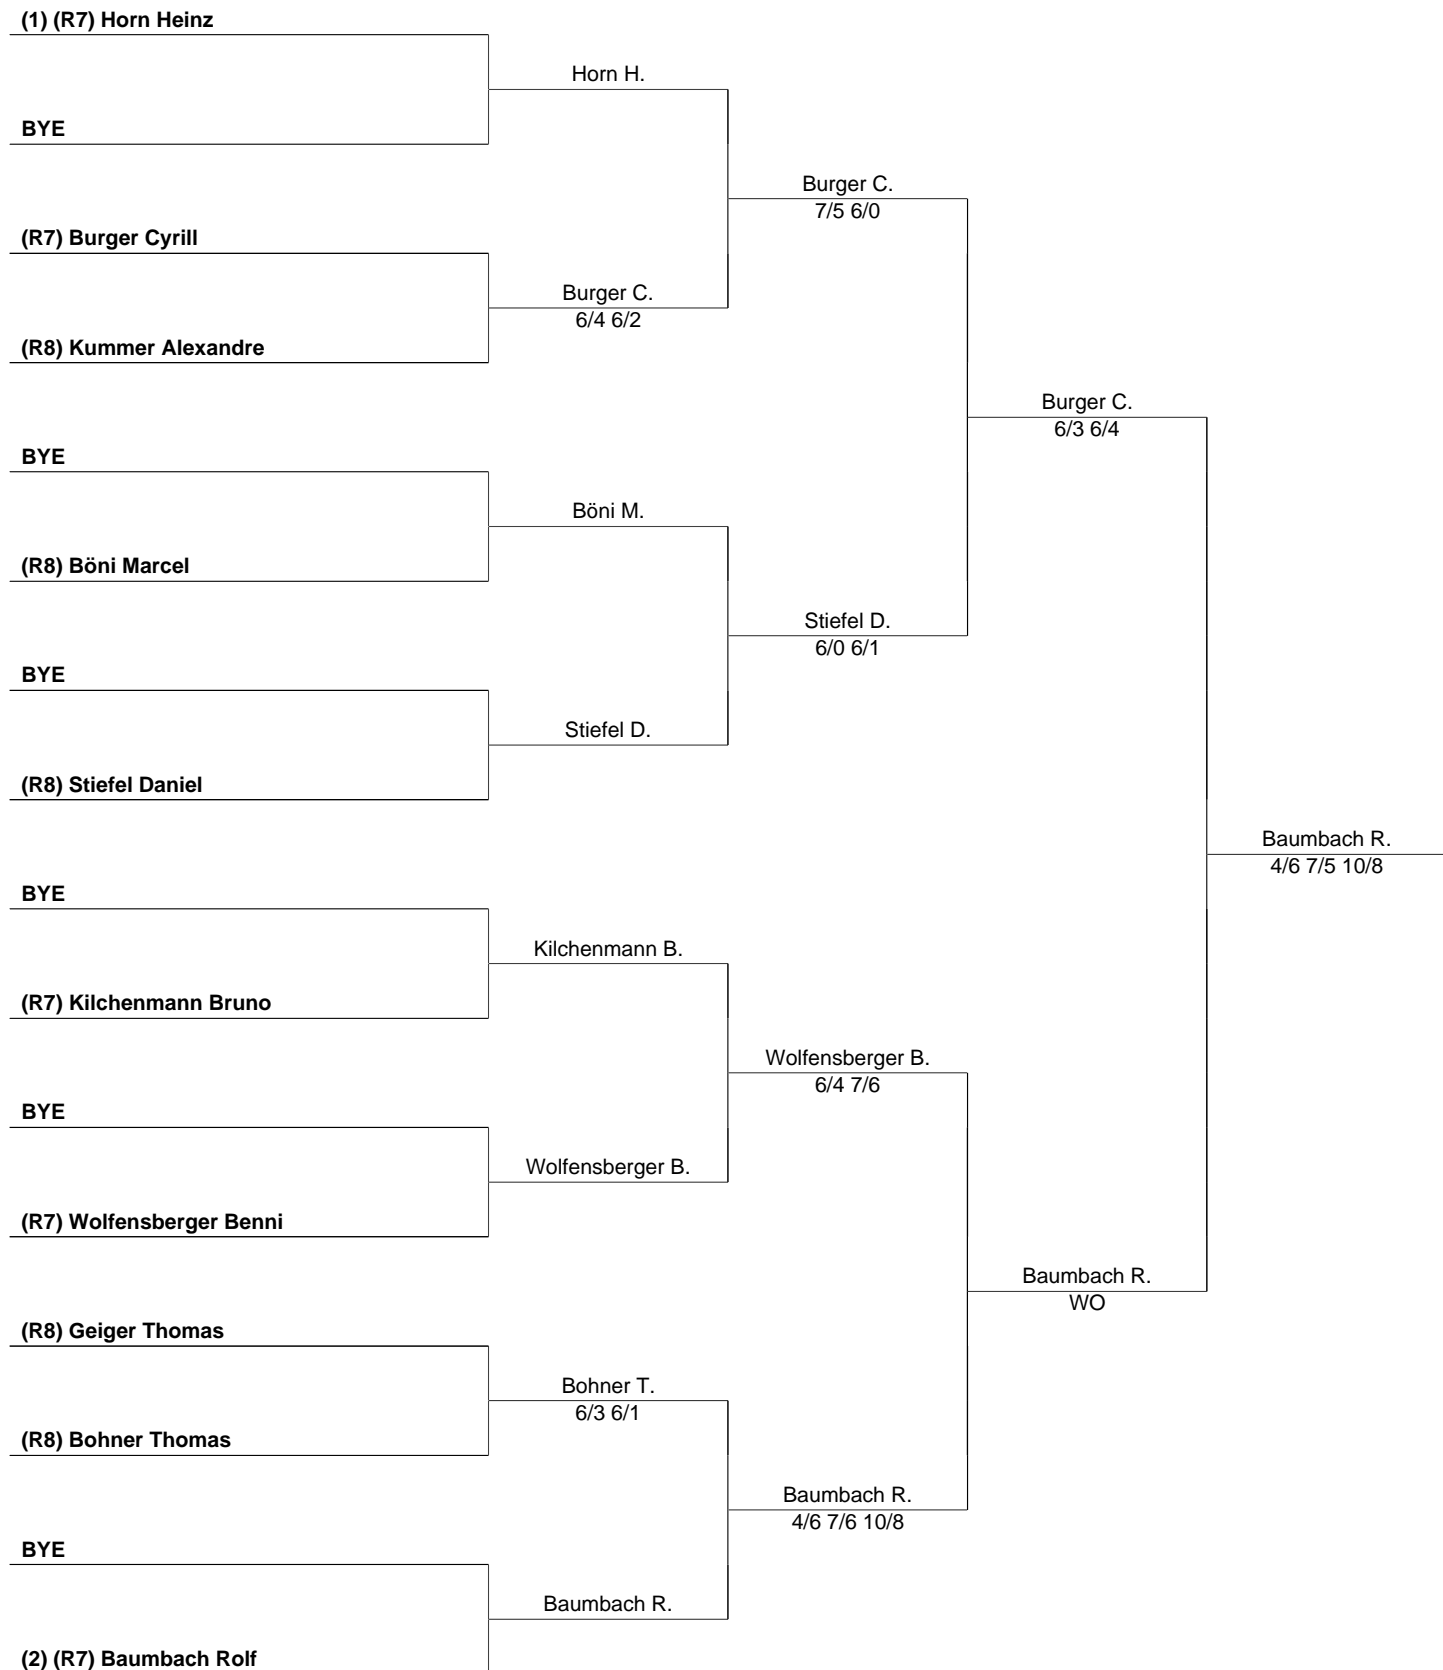 (1) (R7) Horn Heinz
Horn H.
BYE
Burger C.
7/5 6/0
(R7) Burger Cyrill
Burger C.
6/4 6/2
(R8) Kummer Alexandre
Burger C.
6/3 6/4
BYE
Böni M.
(R8) Böni Marcel
Stiefel D.
6/0 6/1
BYE
Stiefel D.
(R8) Stiefel Daniel
Baumbach R.
4/6 7/5 10/8
BYE
Kilchenmann B.
(R7) Kilchenmann Bruno
Wolfensberger B.
6/4 7/6
BYE
Wolfensberger B.
(R7) Wolfensberger Benni
Baumbach R.
WO
(R8) Geiger Thomas
Bohner T.
6/3 6/1
(R8) Bohner Thomas
Baumbach R.
4/6 7/6 10/8
BYE
Baumbach R.
(2) (R7) Baumbach Rolf